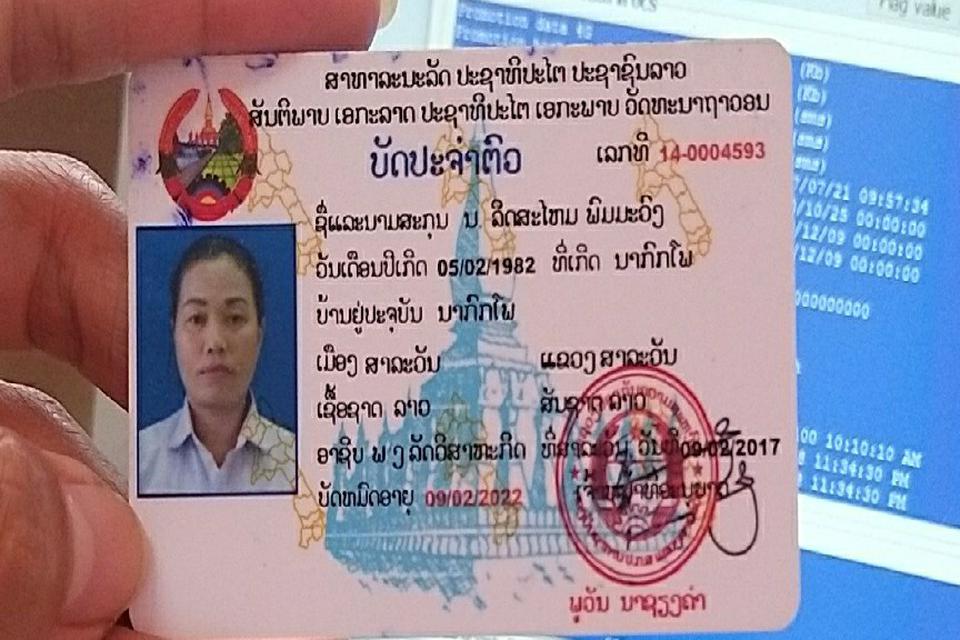 Promotion data 4G
Flag value
ສາທາລະນະລັດ ປະຊາທິປະໄຕ ປະຊາຊົນລາວ
ສັນຕິພາບ ເອກະລາດ ປະຊາທິປະໄຕ ເອກະພາບ ວັດທະນາຖາວອນ
ບັດປະຈຳຕົວ
ເລກທີ 14-0004593
ຊື່ແລະນາມສະກຸນ ນ. ລິດສະໄໝມ ພິມມະວົງ
ວັນເດືອນປີເກີດ 05/02/1982 ທີ່ເກີດ ນາກົກໂພ
ບ້ານຢູ່ປະຈຸບັນ ນາກົກໂພ
ເມືອງ ສາລະວັນ ແຂວງ ສາລະວັນ
ເຊື້ອຊາດ ລາວ ສັນຊາດ ລາວ
ອາຊີບ ພ ງ ລັດວິສາຫະກິດ ທີ່ສາລະວັນ ວັນທີ 09/02/2017
ບັດຫມົດອາຍຸ 09/02/2022
ພູວັນ ນາຊຽງຄຳ
(Kb)
(Kb)
(sms)
(sms)
/07/21 09:57:34
/10/25 00:00:00
/12/09 00:00:00
/12/09 00:00:00
000000000
00 10:10:10 AM
11:34:30 PM
11:34:30 PM